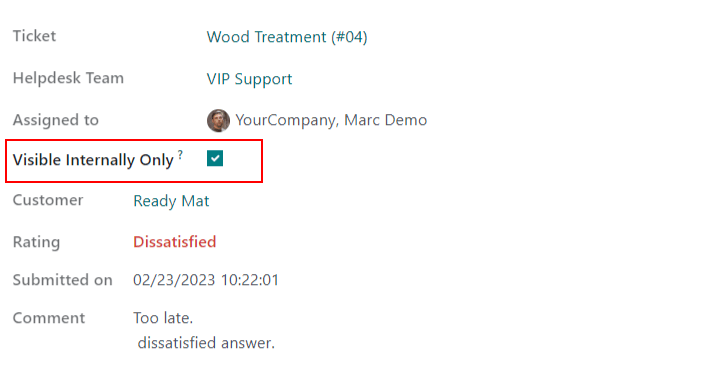 Ticket Wood Treatment (#04)
Helpdesk Team VIP Support
Assigned to YourCompany, Marc Demo
Visible Internally Only ?
Customer Ready Mat
Rating Dissatisfied
Submitted on 02/23/2023 10:22:01
Comment Too late.
dissatisfied answer.